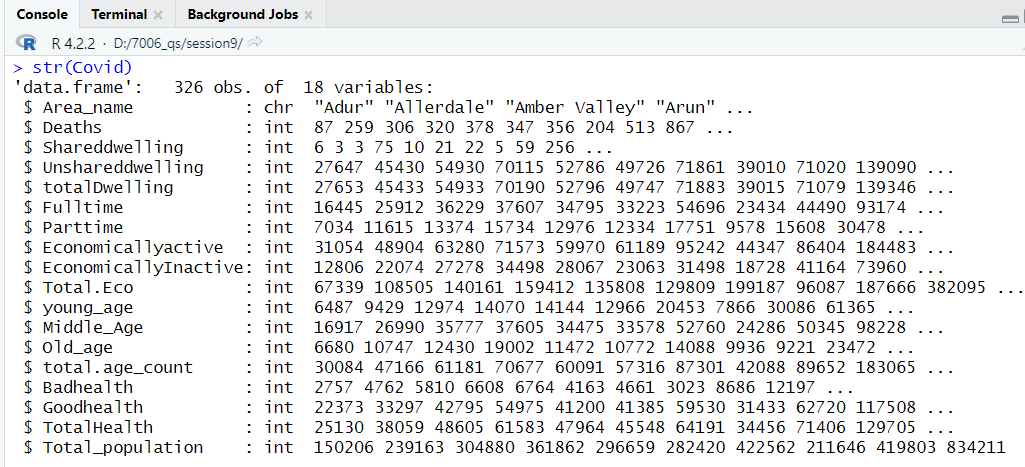 Console Terminal Background Jobs
R 4.2.2 · D:/7006_qs/session9/
> str(Covid)
'data.frame':   326 obs. of  18 variables:
 $ Area_name           : chr  "Adur" "Allerdale" "Amber Valley" "Arun" ...
 $ Deaths              : int  87 259 306 320 378 347 356 204 513 867 ...
 $ Shareddwelling      : int  6 3 3 75 10 21 22 5 59 256 ...
 $ Unshareddwelling    : int  27647 45430 54930 70115 52786 49726 71861 39010 71020 139090 ...
 $ totalDwelling       : int  27653 45433 54933 70190 52796 49747 71883 39015 71079 139346 ...
 $ Fulltime            : int  16445 25912 36229 37607 34795 33223 54696 23434 44490 93174 ...
 $ Parttime            : int  7034 11615 13374 15734 12976 12334 17751 9578 15608 30478 ...
 $ Economicallyactive  : int  31054 48904 63280 71573 59970 61189 95242 44347 86404 184483 ...
 $ EconomicallyInactive: int  12806 22074 27278 34498 28067 23063 31498 18728 41164 73960 ...
 $ Total.Eco           : int  67339 108505 140161 159412 135808 129809 199187 96087 187666 382095 ...
 $ young_age           : int  6487 9429 12974 14070 14144 12966 20453 7866 30086 61365 ...
 $ Middle_Age          : int  16917 26990 35777 37605 34475 33578 52760 24286 50345 98228 ...
 $ Old_age             : int  6680 10747 12430 19002 11472 10772 14088 9936 9221 23472 ...
 $ total.age_count     : int  30084 47166 61181 70677 60091 57316 87301 42088 89652 183065 ...
 $ Badhealth           : int  2757 4762 5810 6608 6764 4163 4661 3023 8686 12197 ...
 $ Goodhealth          : int  22373 33297 42795 54975 41200 41385 59530 31433 62720 117508 ...
 $ TotalHealth         : int  25130 38059 48605 61583 47964 45548 64191 34456 71406 129705 ...
 $ Total_population    : int  150206 239163 304880 361862 296659 282420 422562 211646 419803 834211